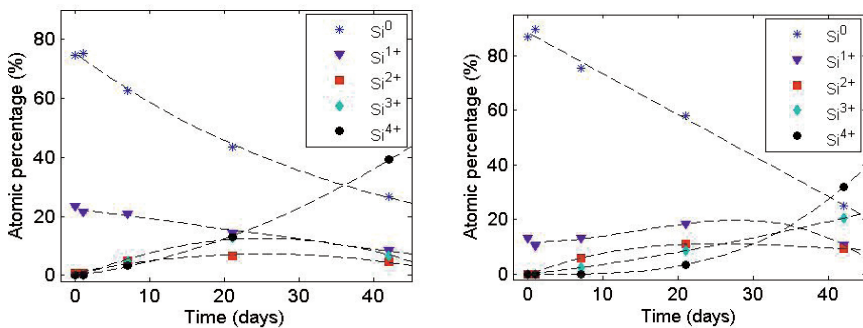 Atomic percentage (%)
80
60
40
20
0
0 10 20 30 40
Time (days)
Si⁰
Si¹⁺
Si²⁺
Si³⁺
Si⁴⁺
Atomic percentage (%)
80
60
40
20
0
0 10 20 30 40
Time (days)
Si⁰
Si¹⁺
Si²⁺
Si³⁺
Si⁴⁺